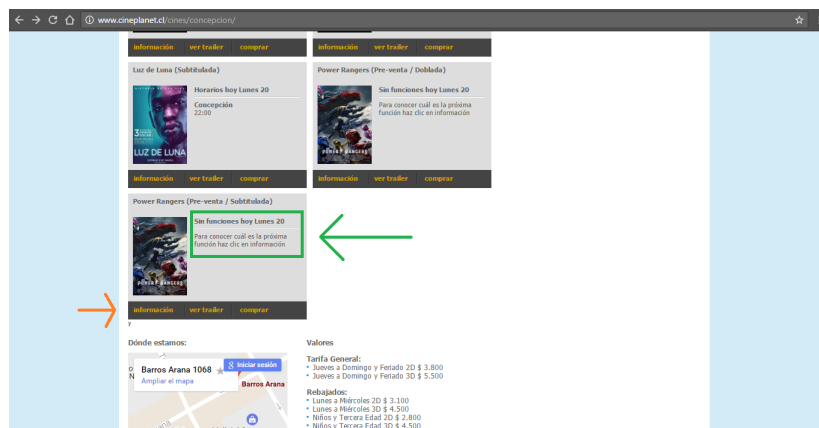 www.cineplanet.cl/cines/concepcion/
información ver trailer comprar
información ver trailer comprar
Luz de Luna (Subtitulada)
Horarios hoy Lunes 20
Concepción
22:00
LUZ DE LUNA
información ver trailer comprar
Power Rangers (Pre-venta / Doblada)
Sin funciones hoy Lunes 20
Para conocer cuál es la próxima
función haz clic en información
POWER RANGERS
información ver trailer comprar
Power Rangers (Pre-venta / Subtitulada)
Sin funciones hoy Lunes 20
Para conocer cuál es la próxima
función haz clic en información
POWER RANGERS
información ver trailer comprar
y
Dónde estamos:
Barros Arana 1068
Ampliar el mapa
Iniciar sesión
Barros Arana
Valores
Tarifa General:
• Jueves a Domingo y Feriado 2D $ 3.800
• Jueves a Domingo y Feriado 3D $ 5.500
Rebajados:
• Lunes a Miércoles 2D $ 3.100
• Lunes a Miércoles 3D $ 4.500
• Niños y Tercera Edad 2D $ 2.800
• Niños y Tercera Edad 3D $ 4.500